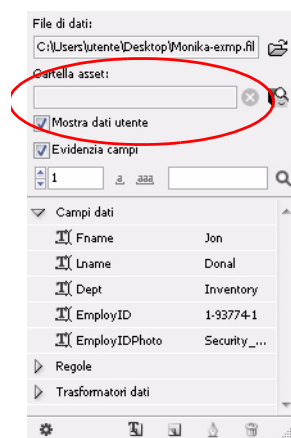 File di dati:
C:\Users\utente\Desktop\Monika-exmp.fil
Cartella asset:
Mostra dati utente
Evidenzia campi
1 a aaa
Campi dati
T Fname Jon
T Lname Donal
T Dept Inventory
T EmployID 1-93774-1
T EmployIDPhoto Security_...
Regole
Trasformatori dati